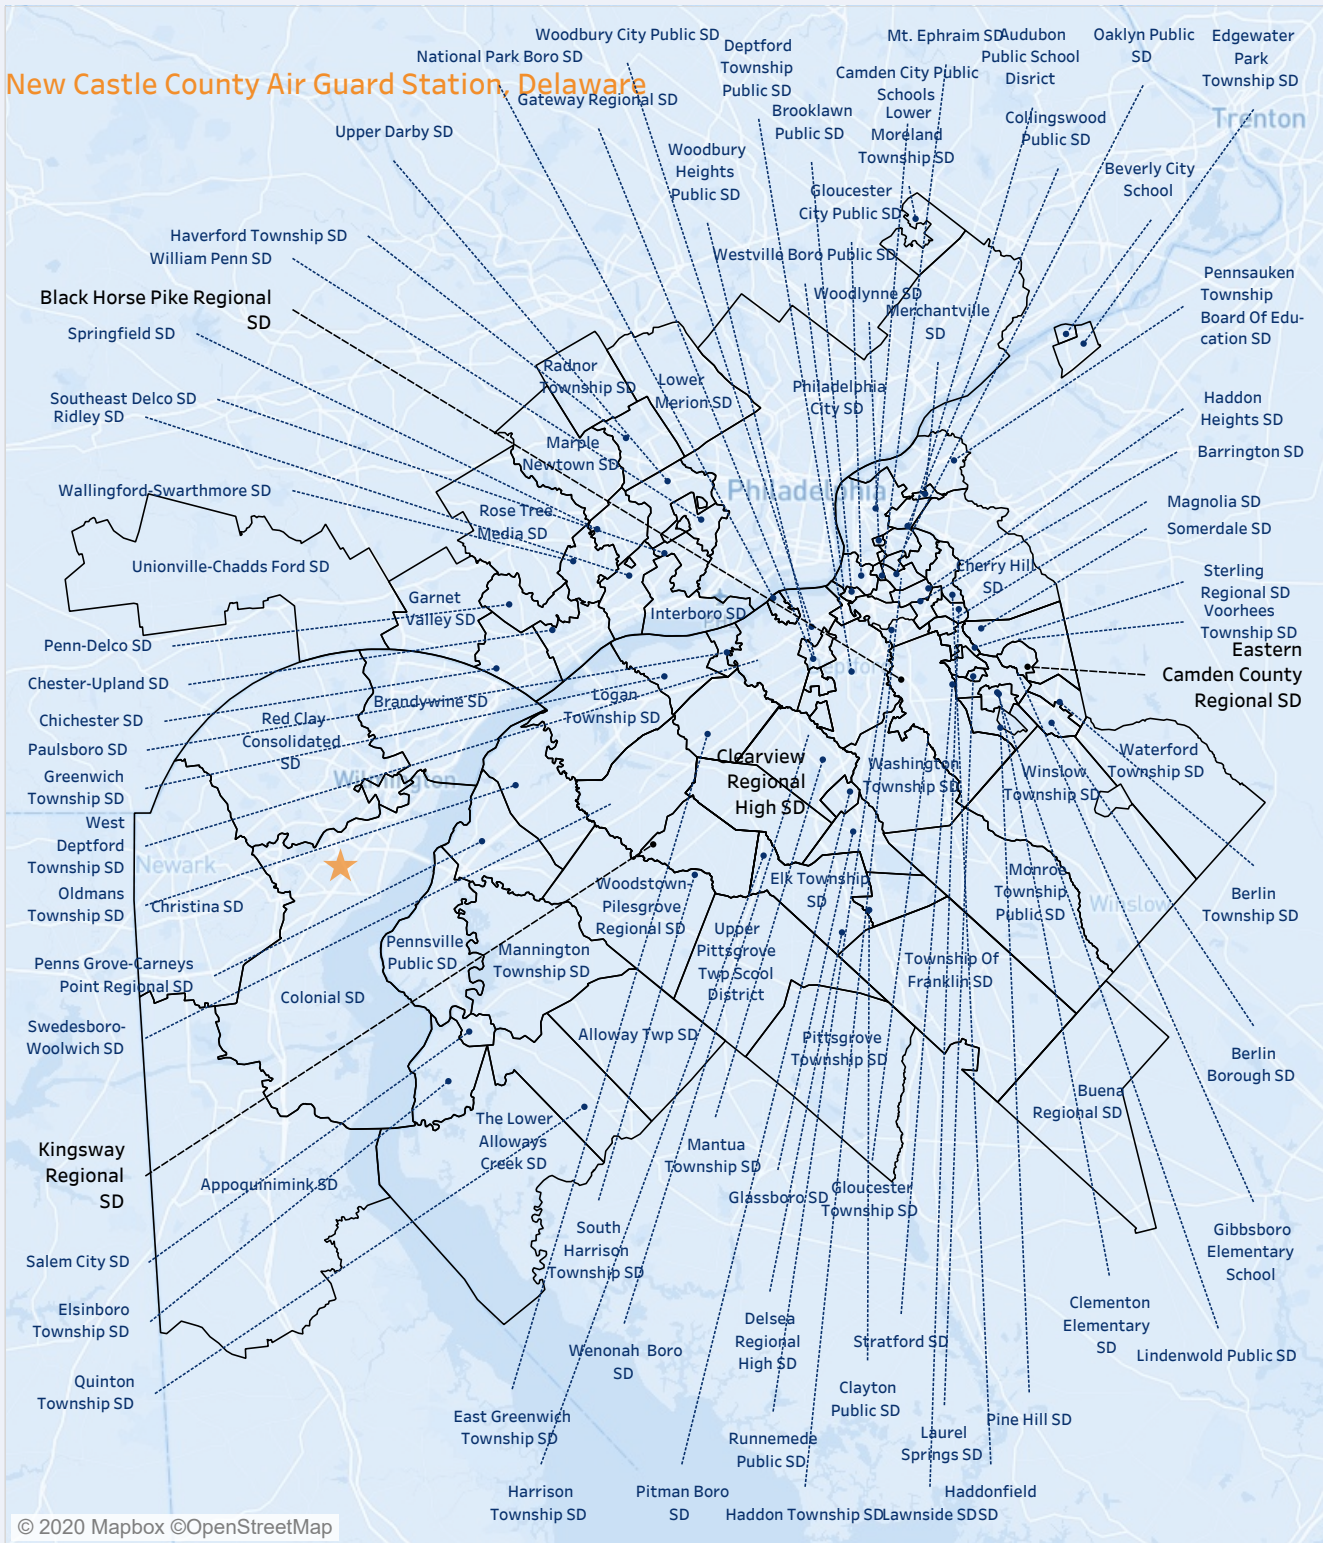 New Castle County Air Guard Station, Delaware
Woodbury City Public SD
National Park Boro SD
Gateway Regional SD
Upper Darby SD
Deptford
Township
Public SD
Mt. Ephraim SD
Audubon
Public School
Disrict
Oaklyn Public
SD
Edgewater
Park
Township SD
Camden City Public
Schools
Brooklawn
Public SD
Lower
Moreland
Township SD
Collingswood
Public SD
Trenton
Woodbury
Heights
Public SD
Beverly City
School
Gloucester
City Public SD
Haverford Township SD
William Penn SD
Westville Boro Public SD
Black Horse Pike Regional
SD
Woodlynne SD
Merchantville
SD
Pennsauken
Township
Board Of Edu-
cation SD
Springfield SD
Radnor
Township SD
Lower
Merion SD
Philadelphia
City SD
Southeast Delco SD
Ridley SD
Haddon
Heights SD
Marple
Newtown SD
Barrington SD
Wallingford-Swarthmore SD
Philadelphia
Magnolia SD
Rose Tree
Media SD
Somerdale SD
Unionville-Chadds Ford SD
Cherry Hill
SD
Sterling
Regional SD
Garnet
Valley SD
Interboro SD
Voorhees
Township SD
Penn-Delco SD
Eastern
Camden County
Regional SD
Chester-Upland SD
Brandywine SD
Logan
Township SD
Chichester SD
Red Clay
Consolidated
SD
Paulsboro SD
Wilmington
Clearview
Regional
High SD
Washington
Township SD
Winslow
Township SD
Waterford
Township SD
Greenwich
Township SD
West
Deptford
Township SD
Newark
Oldmans
Township SD
Christina SD
Woodstown-
Pilesgrove
Regional SD
Elk Township
SD
Monroe
Township
Public SD
Winslow
Berlin
Township SD
Pennsville
Public SD
Mannington
Township SD
Upper
Pittsgrove
Twp Scool
District
Township Of
Franklin SD
Penns Grove-Carneys
Point Regional SD
Colonial SD
Swedesboro-
Woolwich SD
Alloway Twp SD
Pittsgrove
Township SD
Berlin
Borough SD
Buena
Regional SD
The Lower
Alloways
Creek SD
Kingsway
Regional
SD
Mantua
Township SD
Appoquinimink SD
Glassboro SD
Gloucester
Township SD
Salem City SD
South
Harrison
Township SD
Gibbsboro
Elementary
School
Elsinboro
Township SD
Wenonah Boro
SD
Delsea
Regional
High SD
Stratford SD
Clementon
Elementary
SD
Lindenwold Public SD
Quinton
Township SD
East Greenwich
Township SD
Clayton
Public SD
Runnemede
Public SD
Laurel
Springs SD
Pine Hill SD
Harrison
Township SD
Pitman Boro
SD
Haddon Township SD
Lawnside SD
Haddonfield
SD
© 2020 Mapbox ©OpenStreetMap